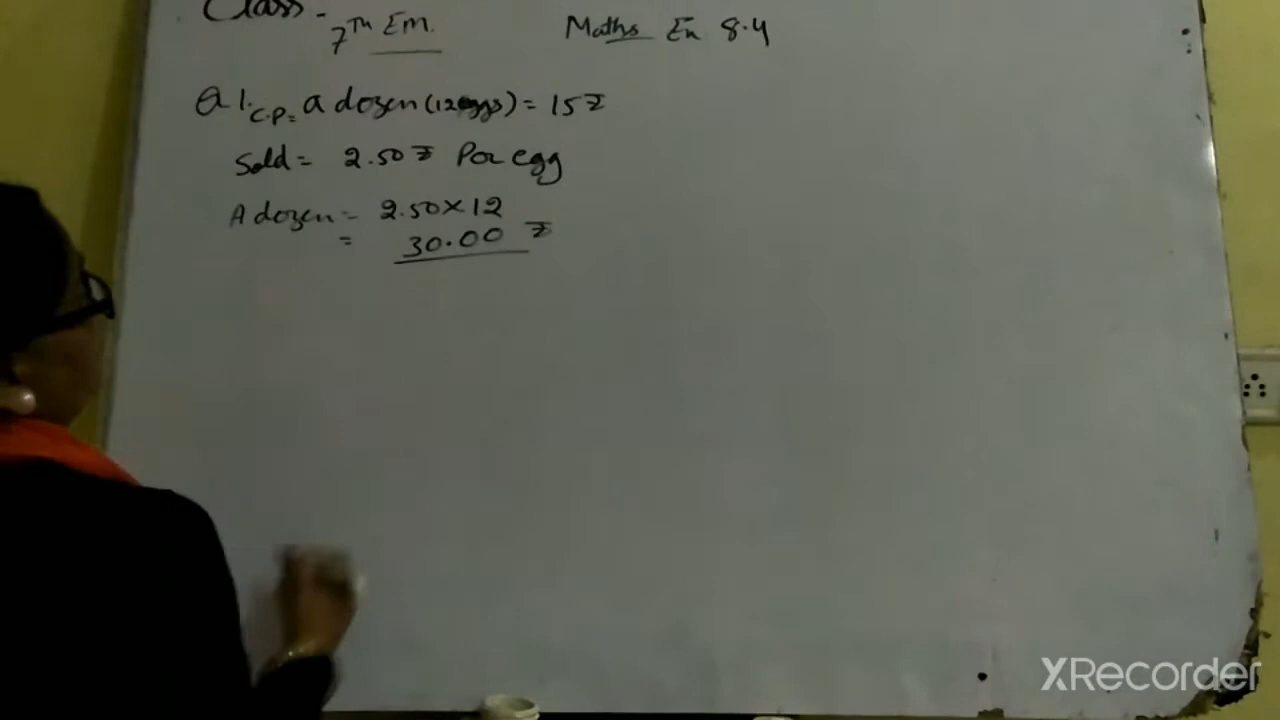 Class -
7th Em.
Maths Ex 8.4
Q 1. C.P = a dozen (12 eggs) = 15 ₹
Sold = 2.50 ₹ Per egg
A dozen = 2.50 × 12
= 30.00 ₹
XRecorder